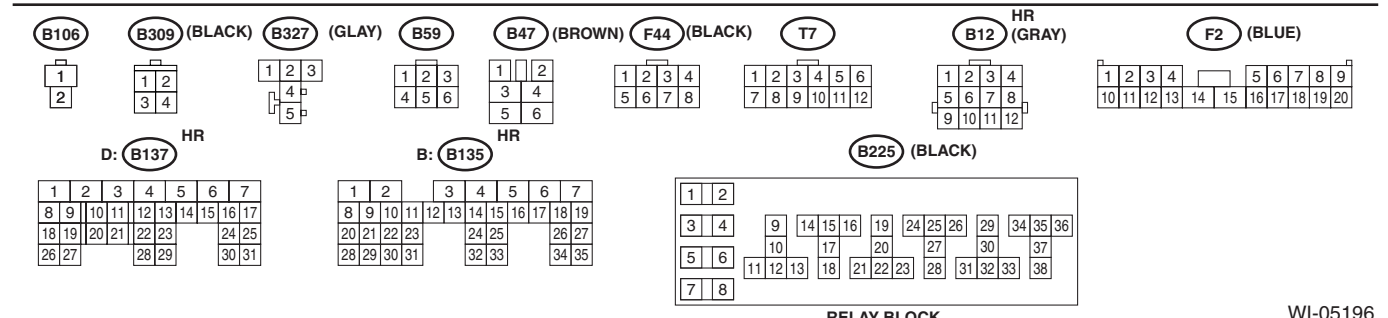 B106 B309 (BLACK) B327 (GLAY) B59 B47 (BROWN) F44 (BLACK) T7 B12 HR (GRAY) F2 (BLUE)
1
2
1 2
3 4
1 2 3
4
5
1 2 3
4 5 6
1 2
3 4
5 6
1 2 3 4
5 6 7 8
1 2 3 4 5 6
7 8 9 10 11 12
1 2 3 4
5 6 7 8
9 10 11 12
1 2 3 4 5 6 7 8 9
10 11 12 13 14 15 16 17 18 19 20
D: B137 HR
1 2 3 4 5 6 7
8 9 10 11 12 13 14 15 16 17
18 19 20 21 22 23 24 25
26 27 28 29 30 31
B: B135 HR
1 2 3 4 5 6 7
8 9 10 11 12 13 14 15 16 17 18 19
20 21 22 23 24 25 26 27
28 29 30 31 32 33 34 35
B225 (BLACK)
1 2
3 4 9 14 15 16 19 24 25 26 29 34 35 36
10 17 20 27 30 37
5 6 11 12 13 18 21 22 23 28 31 32 33 38
7 8
RELAY BLOCK
WI-05196